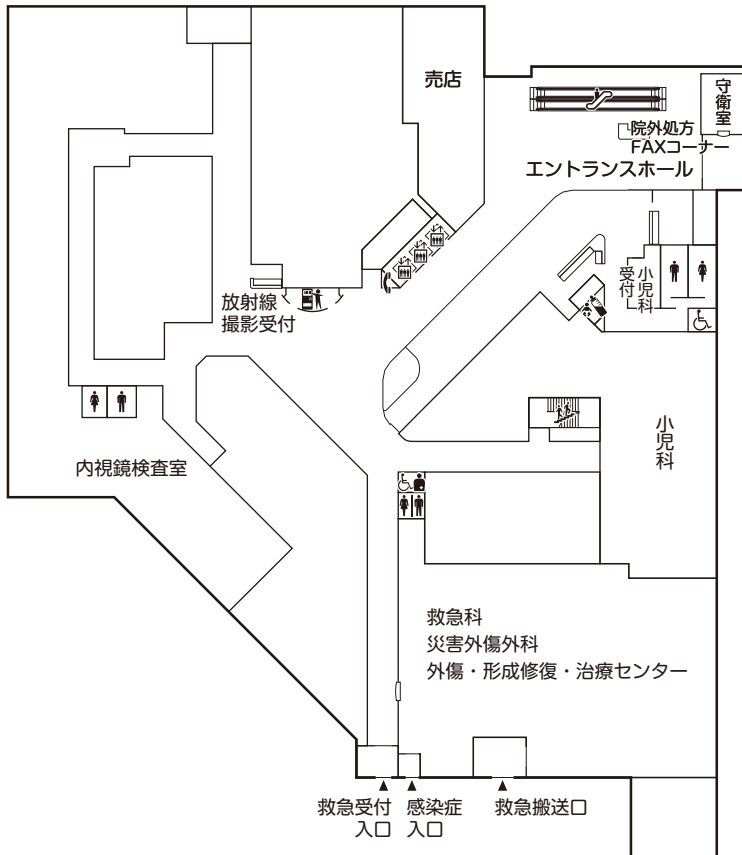 売店
守衛室
院外処方
FAXコーナー
エントランスホール
小児科
受付
放射線
撮影受付
小児科
内視鏡検査室
救急科
災害外傷外科
外傷・形成修復・治療センター
救急受付
入口
感染症
入口
救急搬送口